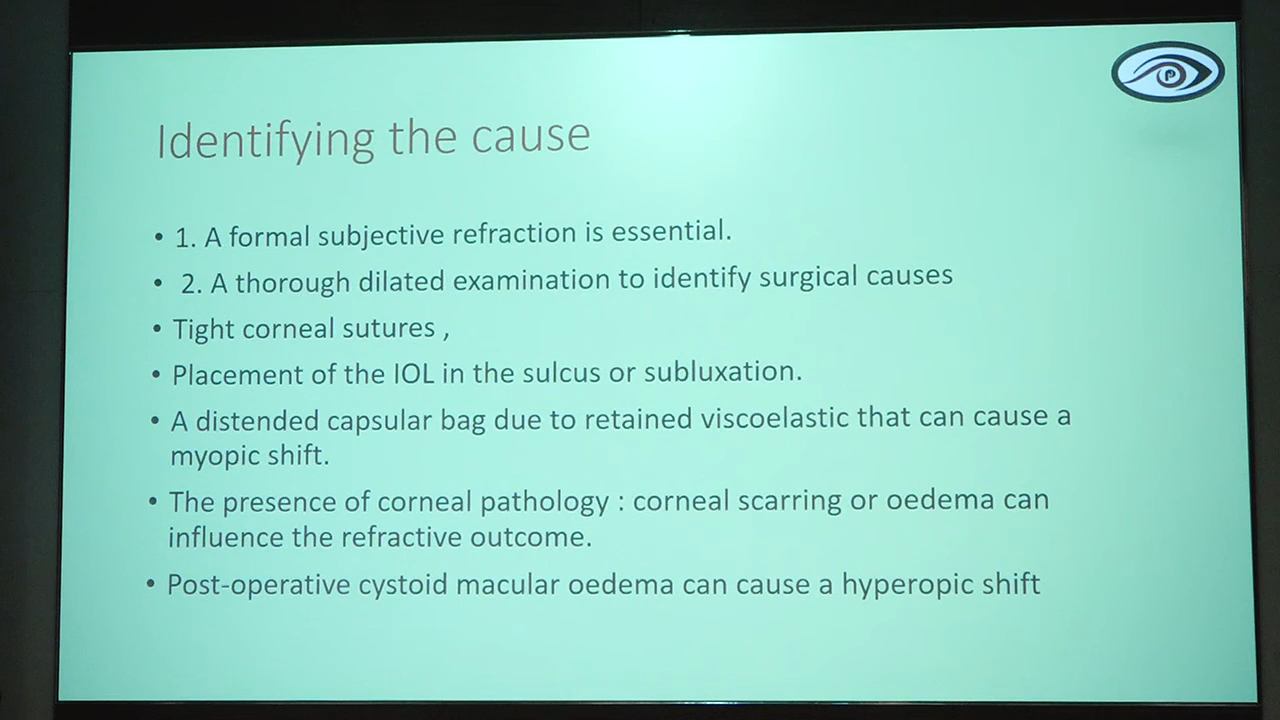 Identifying the cause
• 1. A formal subjective refraction is essential.
• 2. A thorough dilated examination to identify surgical causes
• Tight corneal sutures ,
• Placement of the IOL in the sulcus or subluxation.
• A distended capsular bag due to retained viscoelastic that can cause a
myopic shift.
• The presence of corneal pathology : corneal scarring or oedema can
influence the refractive outcome.
• Post-operative cystoid macular oedema can cause a hyperopic shift
P